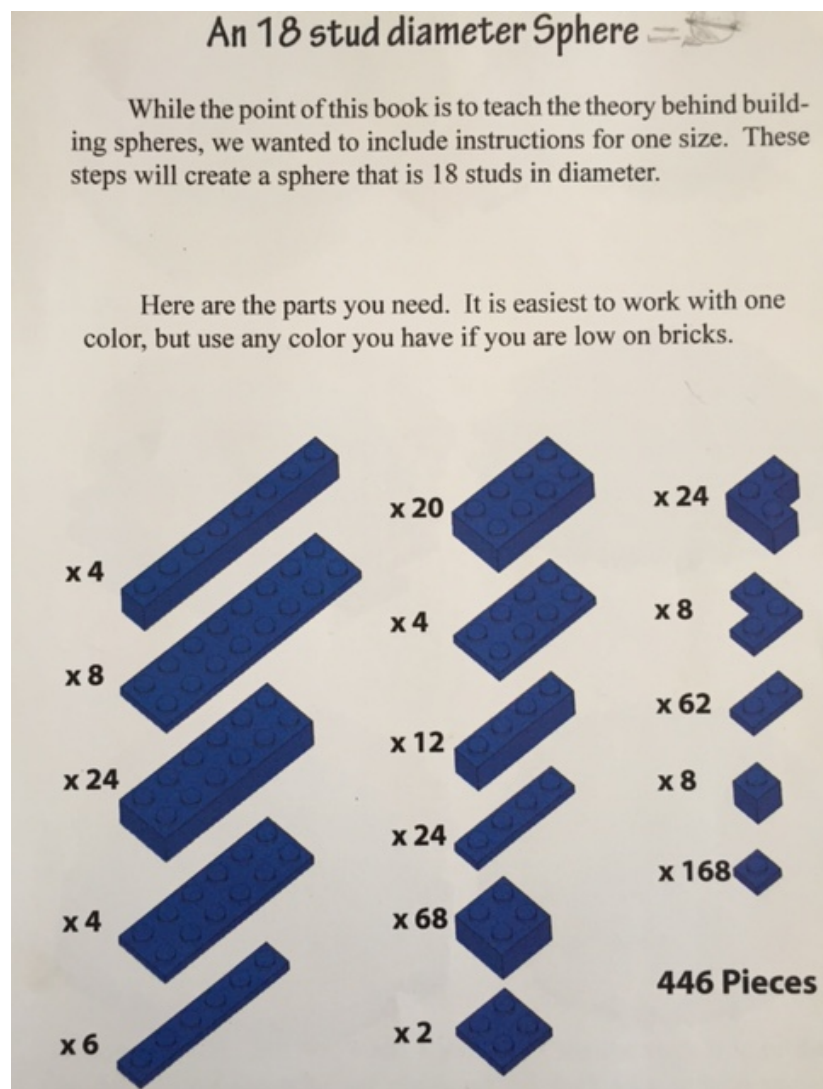 An 18 stud diameter Sphere =
While the point of this book is to teach the theory behind build-
ing spheres, we wanted to include instructions for one size. These
steps will create a sphere that is 18 studs in diameter.
Here are the parts you need. It is easiest to work with one
color, but use any color you have if you are low on bricks.
x 4
x 8
x 24
x 4
x 6
x 20
x 4
x 12
x 24
x 68
x 2
x 24
x 8
x 62
x 8
x 168
446 Pieces